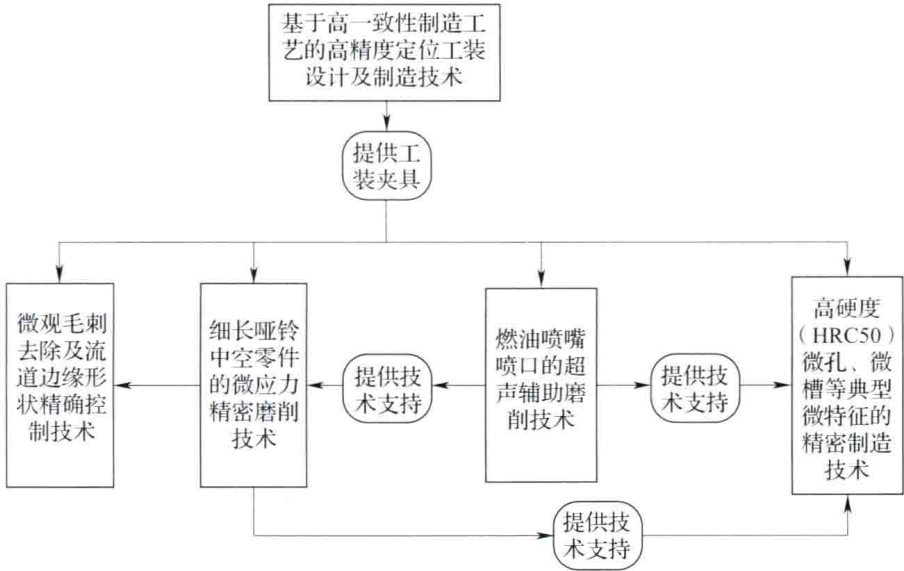 基于高一致性制造工
艺的高精度定位工装
设计及制造技术
提供工
装夹具
微观毛刺
去除及流
道边缘形
状精确控
制技术
细长哑铃
中空零件
的微应力
精密磨削
技术
提供技
术支持
燃油喷嘴
喷口的超
声辅助磨
削技术
提供技
术支持
高硬度
（HRC50）
微孔、微
槽等典型
微特征的
精密制造
技术
提供技
术支持